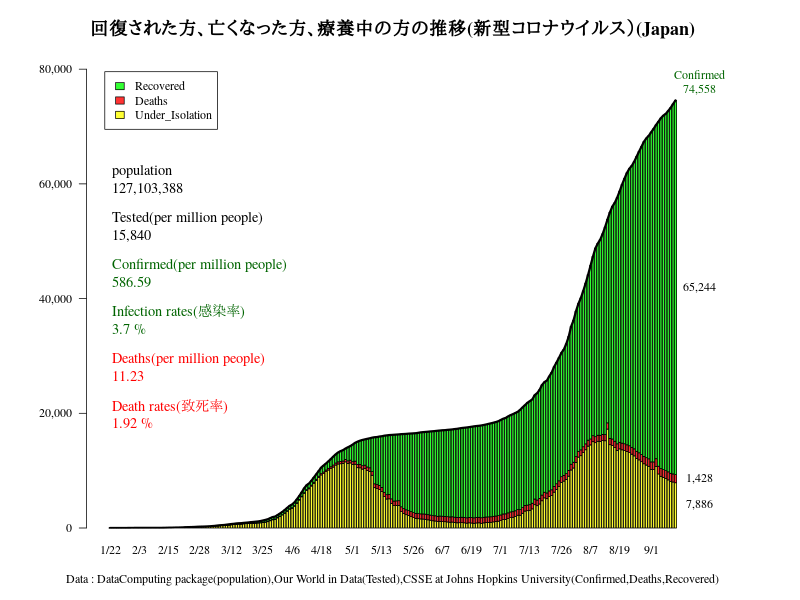 回復された方、亡くなった方、療養中の方の推移(新型コロナウイルス)(Japan)
Confirmed
74,558
80,000
60,000
40,000
20,000
0
Recovered
Deaths
Under_Isolation
population
127,103,388
Tested(per million people)
15,840
Confirmed(per million people)
586.59
Infection rates(感染率)
3.7 %
Deaths(per million people)
11.23
Death rates(致死率)
1.92 %
65,244
1,428
7,886
1/22 2/3 2/15 2/28 3/12 3/25 4/6 4/18 5/1 5/13 5/26 6/7 6/19 7/1 7/13 7/26 8/7 8/19 9/1
Data : DataComputing package(population),Our World in Data(Tested),CSSE at Johns Hopkins University(Confirmed,Deaths,Recovered)